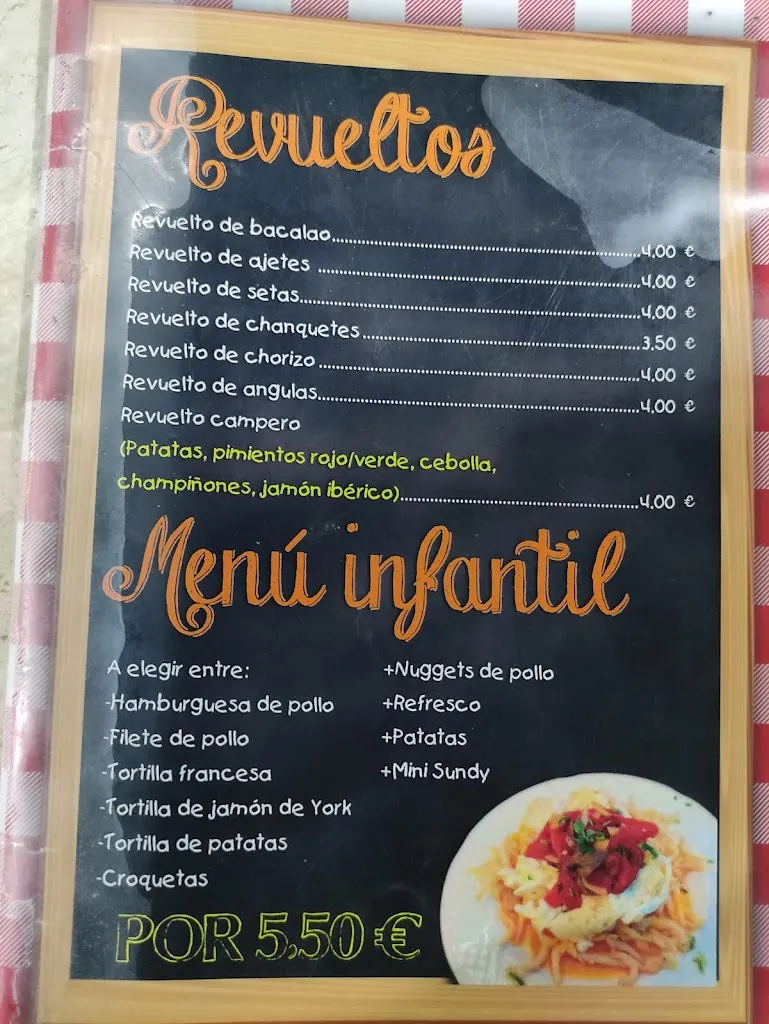 Revueltos
Revuelto de bacalao..........4.00 €
Revuelto de ajetes ..........4.00 €
Revuelto de setas..........4.00 €
Revuelto de chanquetes..........3.50 €
Revuelto de chorizo ..........4.00 €
Revuelto de angulas..........4.00 €
Revuelto campero
(Patatas, pimientos rojo/verde, cebolla,
champiñones, jamón ibérico)..........4.00 €
Menú infantil
A elegir entre:
-Hamburguesa de pollo
-Filete de pollo
-Tortilla francesa
-Tortilla de jamón de York
-Tortilla de patatas
-Croquetas
+Nuggets de pollo
+Refresco
+Patatas
+Mini Sundy
POR 5,50 €